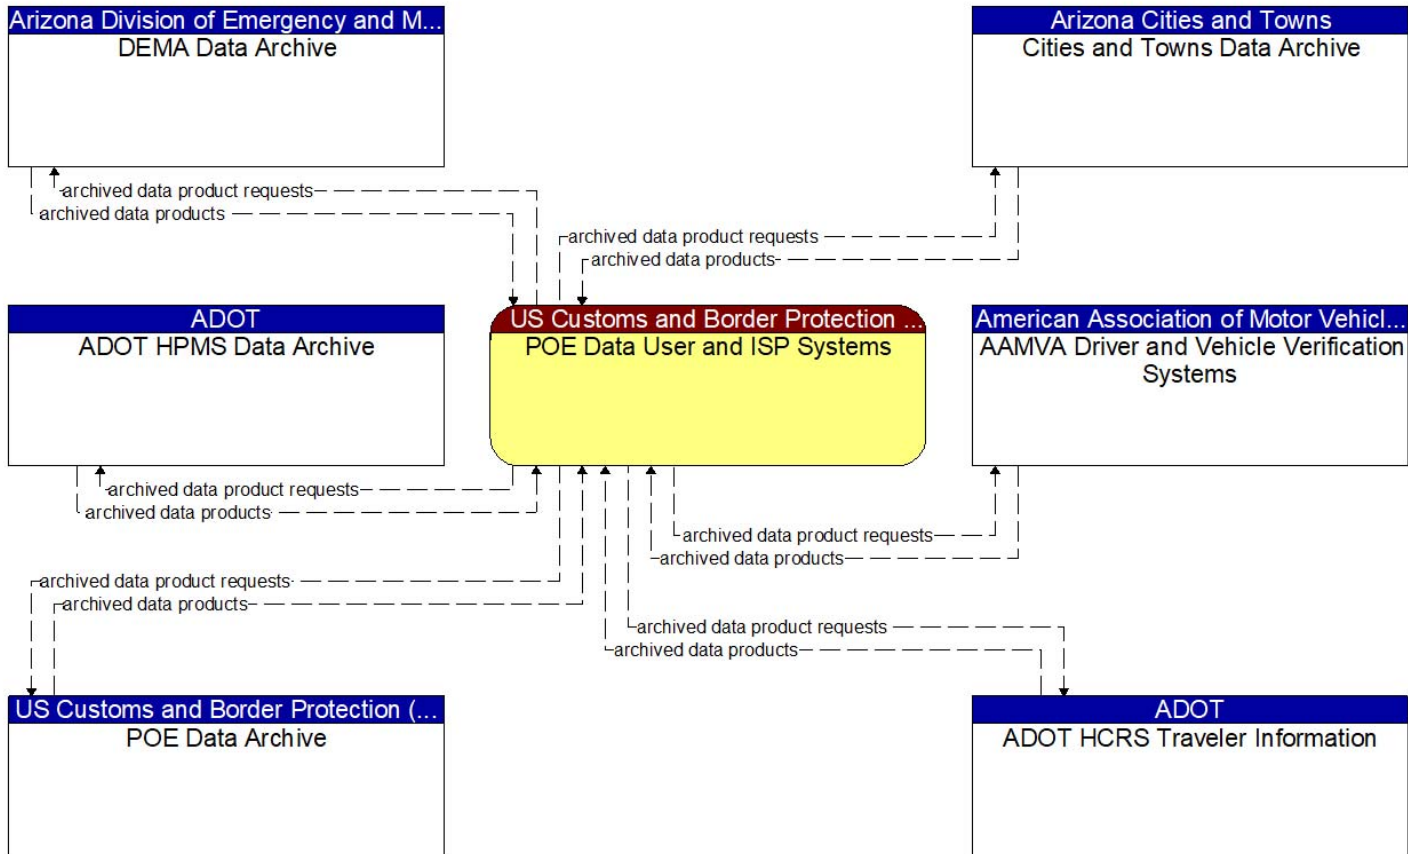 Arizona Division of Emergency and M...
DEMA Data Archive
Arizona Cities and Towns
Cities and Towns Data Archive
archived data product requests
archived data products
archived data product requests
archived data products
ADOT
ADOT HPMS Data Archive
US Customs and Border Protection ...
POE Data User and ISP Systems
American Association of Motor Vehicl...
AAMVA Driver and Vehicle Verification
Systems
archived data product requests
archived data products
archived data product requests
archived data products
archived data product requests
archived data products
archived data product requests
archived data products
US Customs and Border Protection (...
POE Data Archive
ADOT
ADOT HCRS Traveler Information